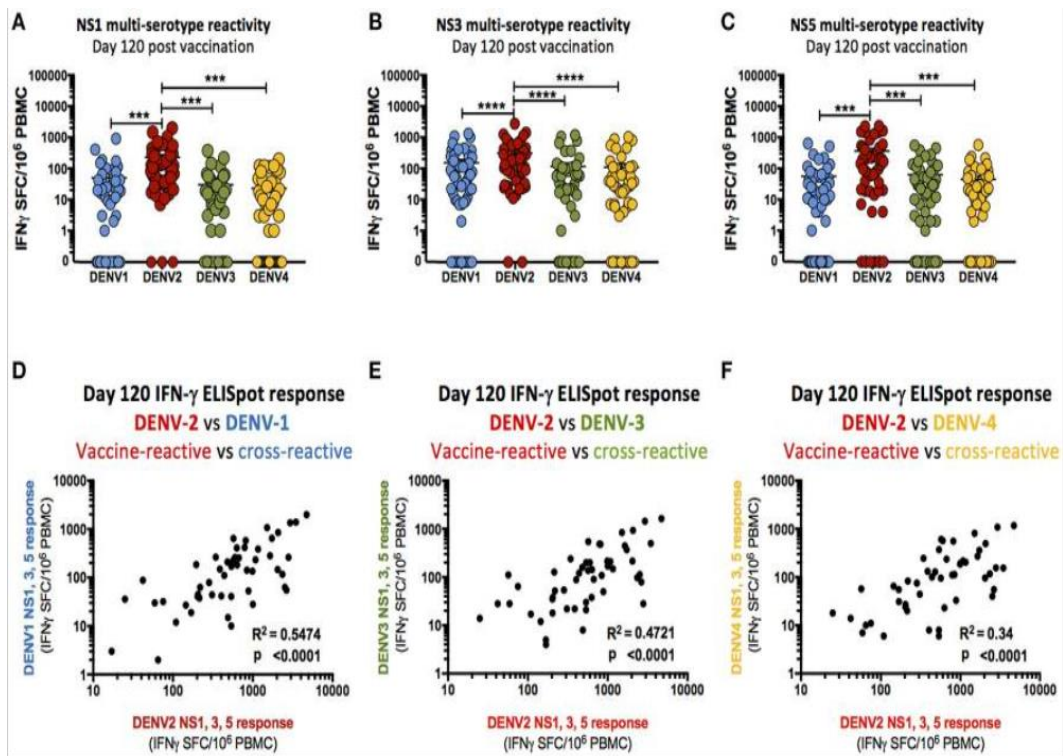 A
NS1 multi-serotype reactivity
Day 120 post vaccination
IFNγ SFC/10⁶ PBMC
100000
10000
1000
100
10
1
0
***
***
***
DENV1
DENV2
DENV3
DENV4
B
NS3 multi-serotype reactivity
Day 120 post vaccination
IFNγ SFC/10⁶ PBMC
100000
10000
1000
100
10
1
0
****
****
****
DENV1
DENV2
DENV3
DENV4
C
NS5 multi-serotype reactivity
Day 120 post vaccination
IFNγ SFC/10⁶ PBMC
100000
10000
1000
100
10
1
0
***
***
***
DENV1
DENV2
DENV3
DENV4
D
Day 120 IFN-γ ELISpot response
DENV-2 vs DENV-1
Vaccine-reactive vs cross-reactive
DENV1 NS1, 3, 5 response
(IFNγ SFC/10⁶ PBMC)
10000
1000
100
10
1
R² = 0.5474
p <0.0001
10
100
1000
10000
DENV2 NS1, 3, 5 response
(IFNγ SFC/10⁶ PBMC)
E
Day 120 IFN-γ ELISpot response
DENV-2 vs DENV-3
Vaccine-reactive vs cross-reactive
DENV3 NS1, 3, 5 response
(IFNγ SFC/10⁶ PBMC)
10000
1000
100
10
1
R² = 0.4721
p <0.0001
10
100
1000
10000
DENV2 NS1, 3, 5 response
(IFNγ SFC/10⁶ PBMC)
F
Day 120 IFN-γ ELISpot response
DENV-2 vs DENV-4
Vaccine-reactive vs cross-reactive
DENV4 NS1, 3, 5 response
(IFNγ SFC/10⁶ PBMC)
10000
1000
100
10
1
R² = 0.34
p <0.0001
10
100
1000
10000
DENV2 NS1, 3, 5 response
(IFNγ SFC/10⁶ PBMC)